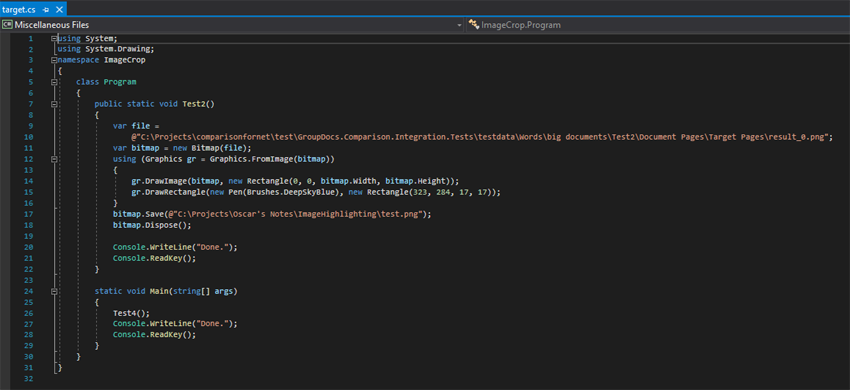 target.cs
Miscellaneous Files ImageCrop.Program
1 using System;
2 using System.Drawing;
3 namespace ImageCrop
4 {
5 class Program
6 {
7 public static void Test2()
8 {
9 var file =
10 @"C:\Projects\comparisonfornet\test\GroupDocs.Comparison.Integration.Tests\testdata\Words\big documents\Test2\Document Pages\Target Pages\result_0.png";
11 var bitmap = new Bitmap(file);
12 using (Graphics gr = Graphics.FromImage(bitmap))
13 {
14 gr.DrawImage(bitmap, new Rectangle(0, 0, bitmap.Width, bitmap.Height));
15 gr.DrawRectangle(new Pen(Brushes.DeepSkyBlue), new Rectangle(323, 284, 17, 17));
16 }
17 bitmap.Save(@"C:\Projects\Oscar's Notes\ImageHighlighting\test.png");
18 bitmap.Dispose();
19
20 Console.WriteLine("Done.");
21 Console.ReadKey();
22 }
23
24 static void Main(string[] args)
25 {
26 Test4();
27 Console.WriteLine("Done.");
28 Console.ReadKey();
29 }
30 }
31 }
32